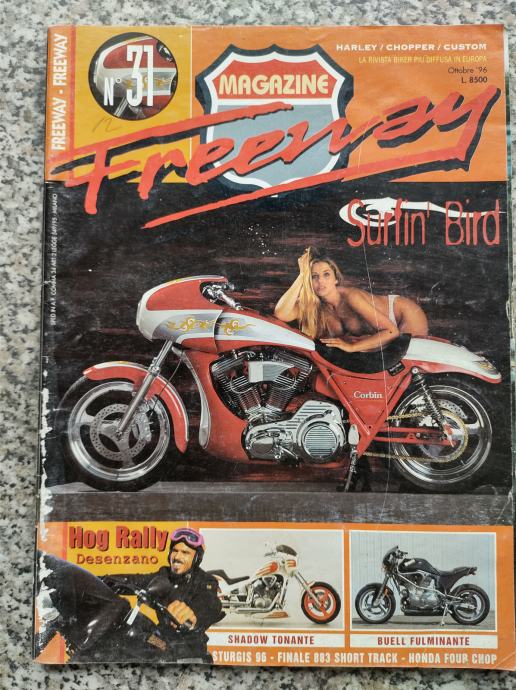 FREEWAY - FREEWAY
N° 31
HARLEY / CHOPPER / CUSTOM
LA RIVISTA BIKER PIÙ DIFFUSA IN EUROPA
Ottobre '96
L. 8500
MAGAZINE
Freeway
12
Surfin' Bird
Corbin
Hog Rally
Desenzano
SHADOW TONANTE
BUELL FULMINANTE
STURGIS 96 - FINALE 883 SHORT TRACK - HONDA FOUR CHOP